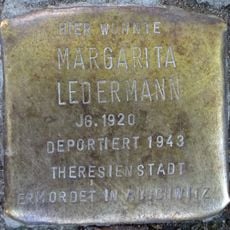 HIER WOHNTE
MARGARITA
LEDERMANN
JG. 1920
DEPORTIERT 1943
THERESIENSTADT
ERMORDET IN AUSCHWITZ